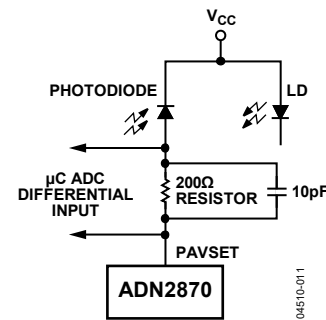 VCC
PHOTODIODE
LD
µC ADC
DIFFERENTIAL
INPUT
200Ω
RESISTOR
10pF
PAVSET
ADN2870
04510-011